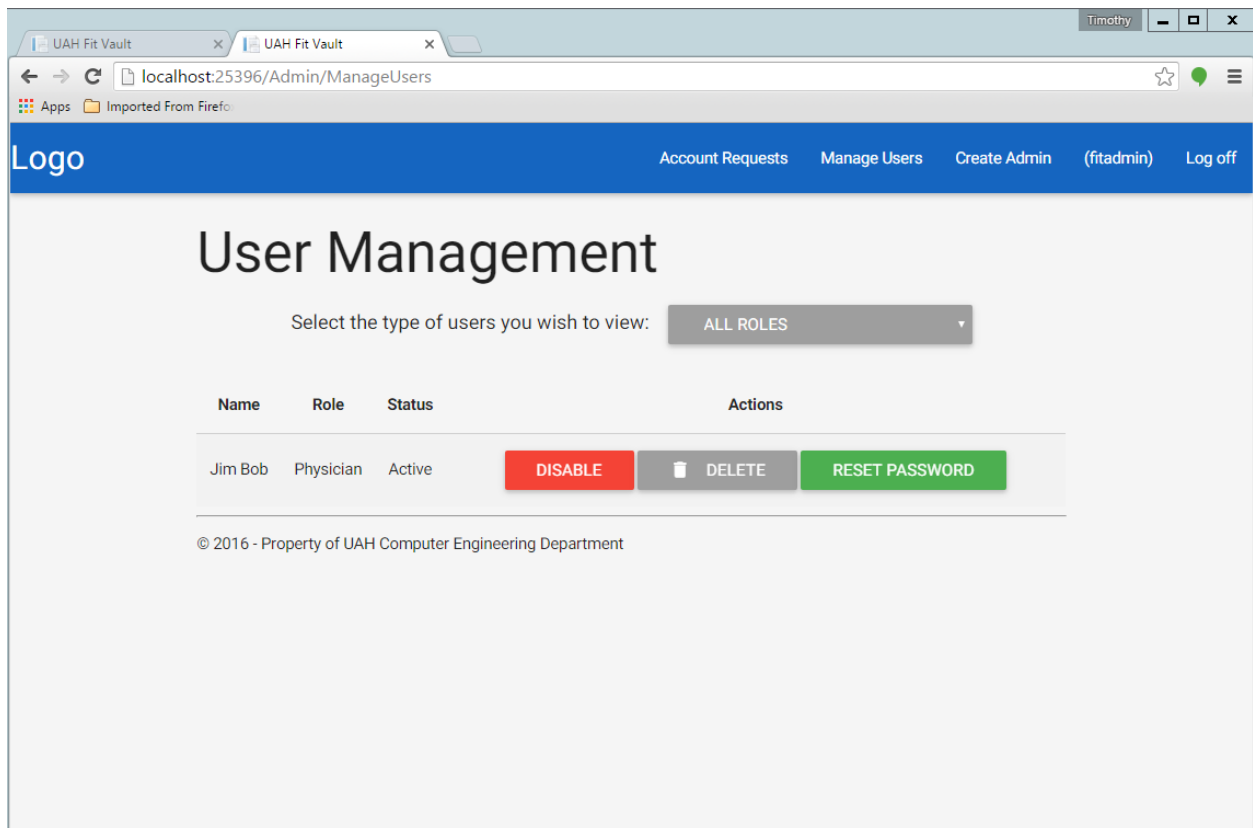 Timothy
UAH Fit Vault UAH Fit Vault
localhost:25396/Admin/ManageUsers
Apps Imported From Firefo
Logo Account Requests Manage Users Create Admin (fitadmin) Log off
User Management
Select the type of users you wish to view: ALL ROLES
Name Role Status Actions
Jim Bob Physician Active DISABLE DELETE RESET PASSWORD
© 2016 - Property of UAH Computer Engineering Department